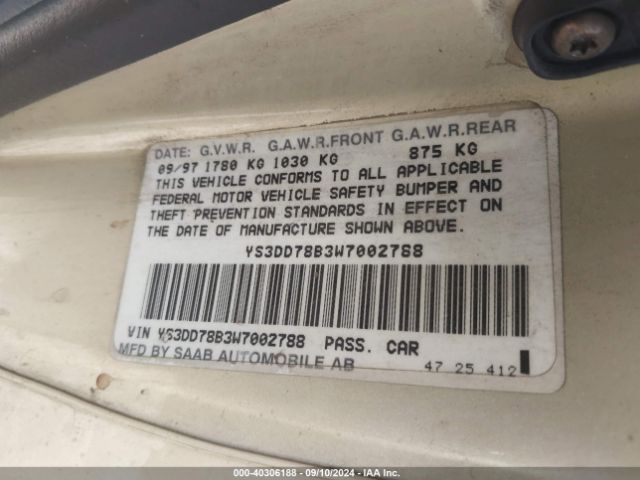 DATE: G.V.W.R. G.A.W.R.FRONT G.A.W.R.REAR
09/97 1780 KG 1030 KG 875 KG
THIS VEHICLE CONFORMS TO ALL APPLICABLE
FEDERAL MOTOR VEHICLE SAFETY BUMPER AND
THEFT PREVENTION STANDARDS IN EFFECT ON
THE DATE OF MANUFACTURE SHOWN ABOVE.
YS3DD78B3W7002788
VIN YS3DD78B3W7002788 PASS. CAR
MFD BY SAAB AUTOMOBILE AB 47 25 412
000-40306188 - 09/10/2024 - IAA Inc.